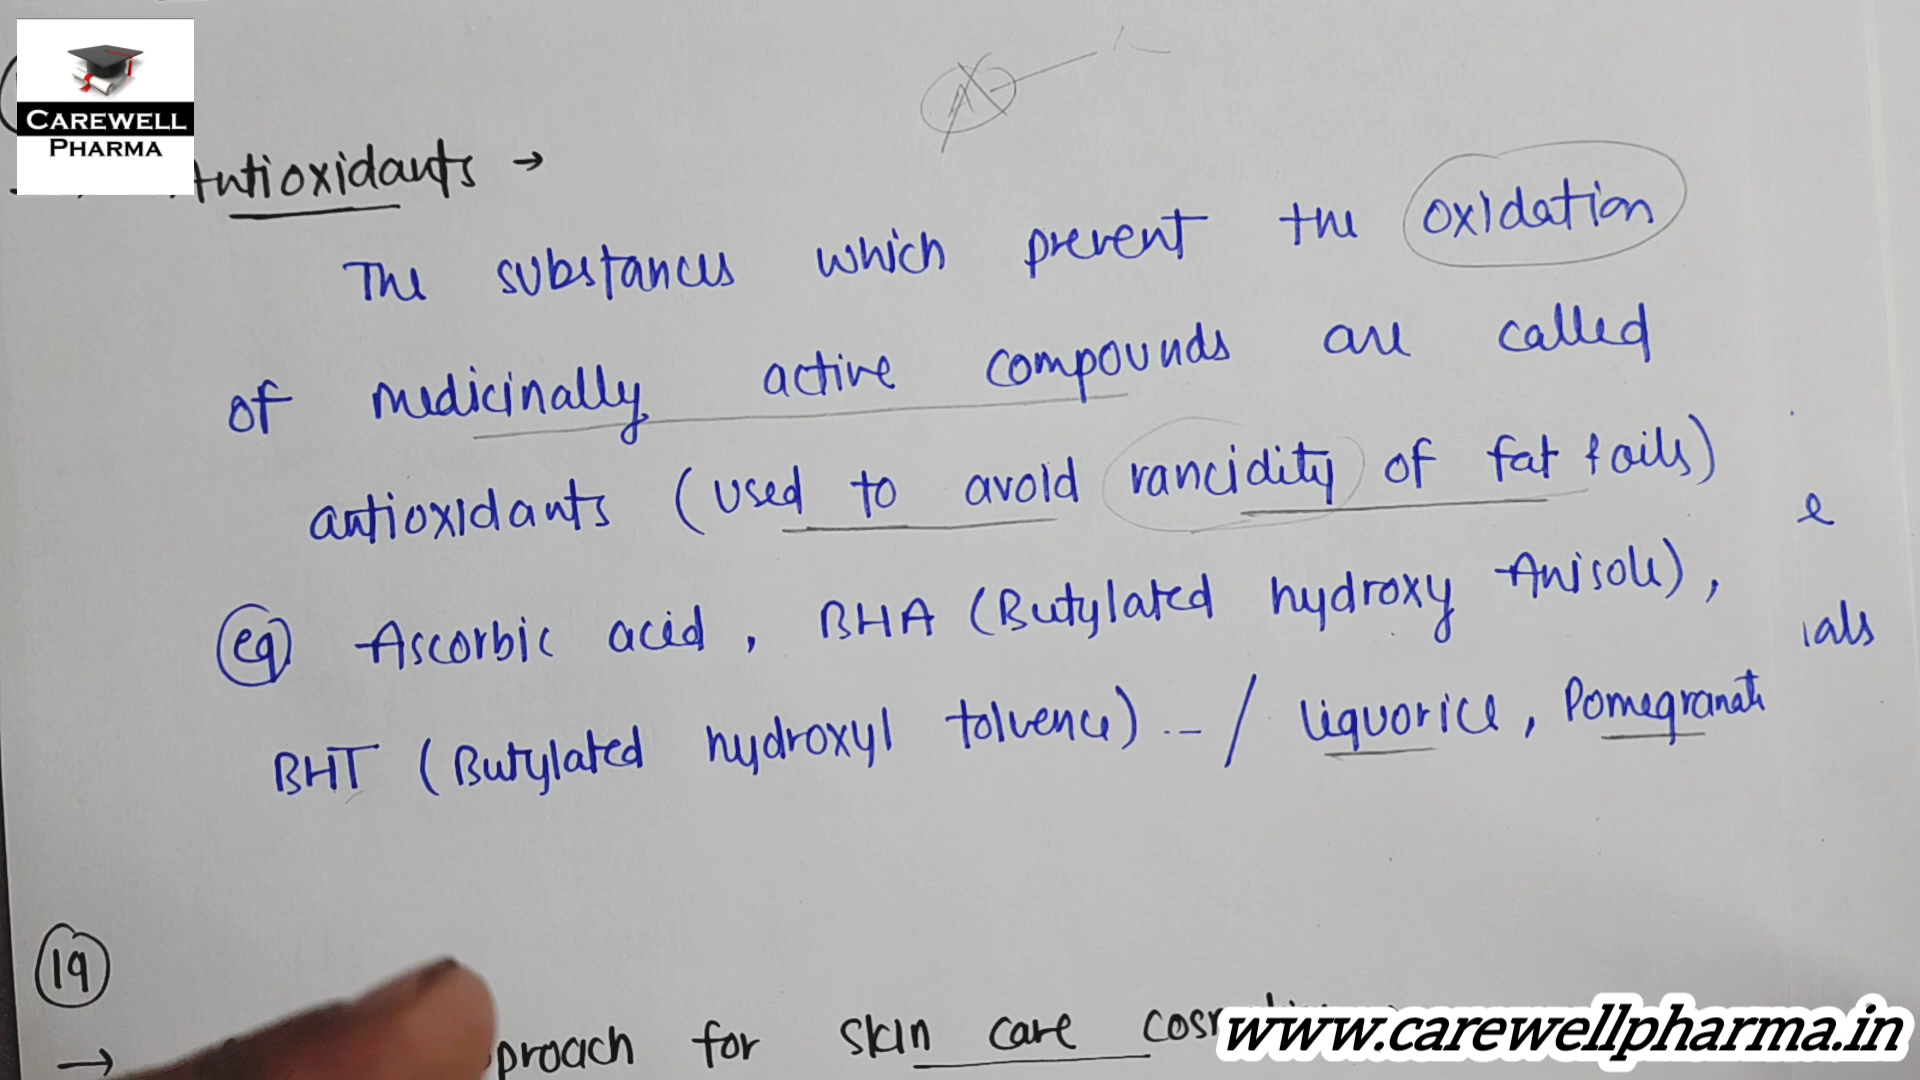 CAREWELL
PHARMA
Antioxidants →
The substances which prevent the oxidation
of medicinally active compounds are called
antioxidants (used to avoid rancidity of fat & oils)
e
eg Ascorbic acid, BHA (Butylated hydroxy Anisole),
ials
BHT (Butylated hydroxyl toluence) .. / liquorice, Pomegranate
19
→ proach for skin care
www.carewellpharma.in